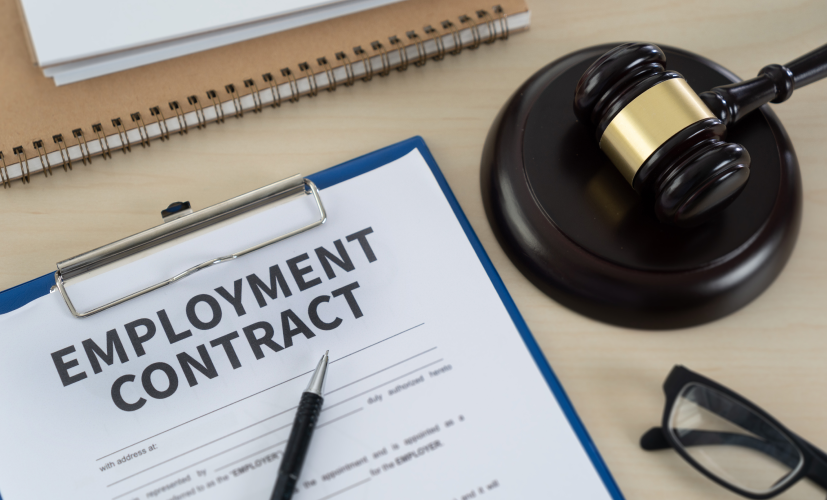 EMPLOYMENT
CONTRACT
with address at:
duly authorized hereto
represented by
referred to as the "EMPLOYER"
the appointment and is appointed as a
for the EMPLOYER.
and it will